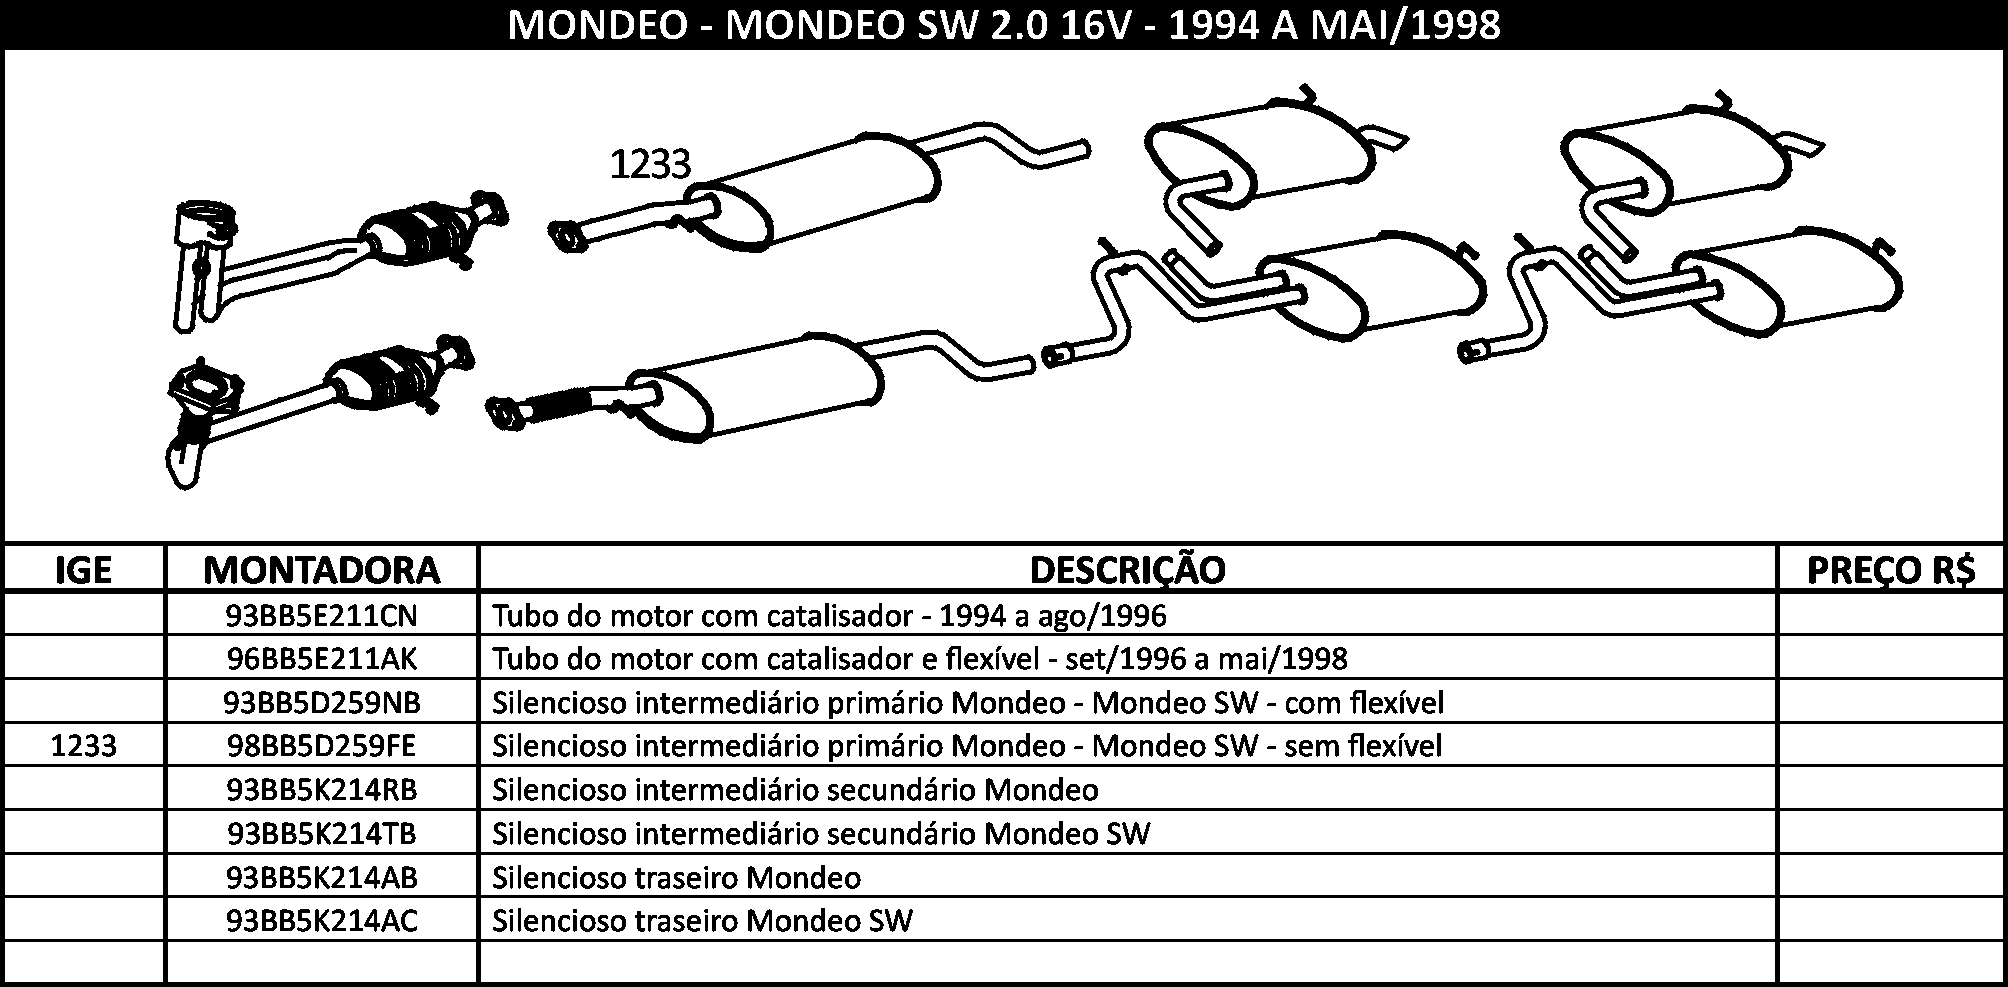 MONDEO - MONDEO SW 2.0 16V - 1994 A MAI/1998
1233
IGE MONTADORA DESCRIÇÃO PREÇO R$
93BB5E211CN Tubo do motor com catalisador - 1994 a ago/1996
96BB5E211AK Tubo do motor com catalisador e flexível - set/1996 a mai/1998
93BB5D259NB Silencioso intermediário primário Mondeo - Mondeo SW - com flexível
1233 98BB5D259FE Silencioso intermediário primário Mondeo - Mondeo SW - sem flexível
93BB5K214RB Silencioso intermediário secundário Mondeo
93BB5K214TB Silencioso intermediário secundário Mondeo SW
93BB5K214AB Silencioso traseiro Mondeo
93BB5K214AC Silencioso traseiro Mondeo SW